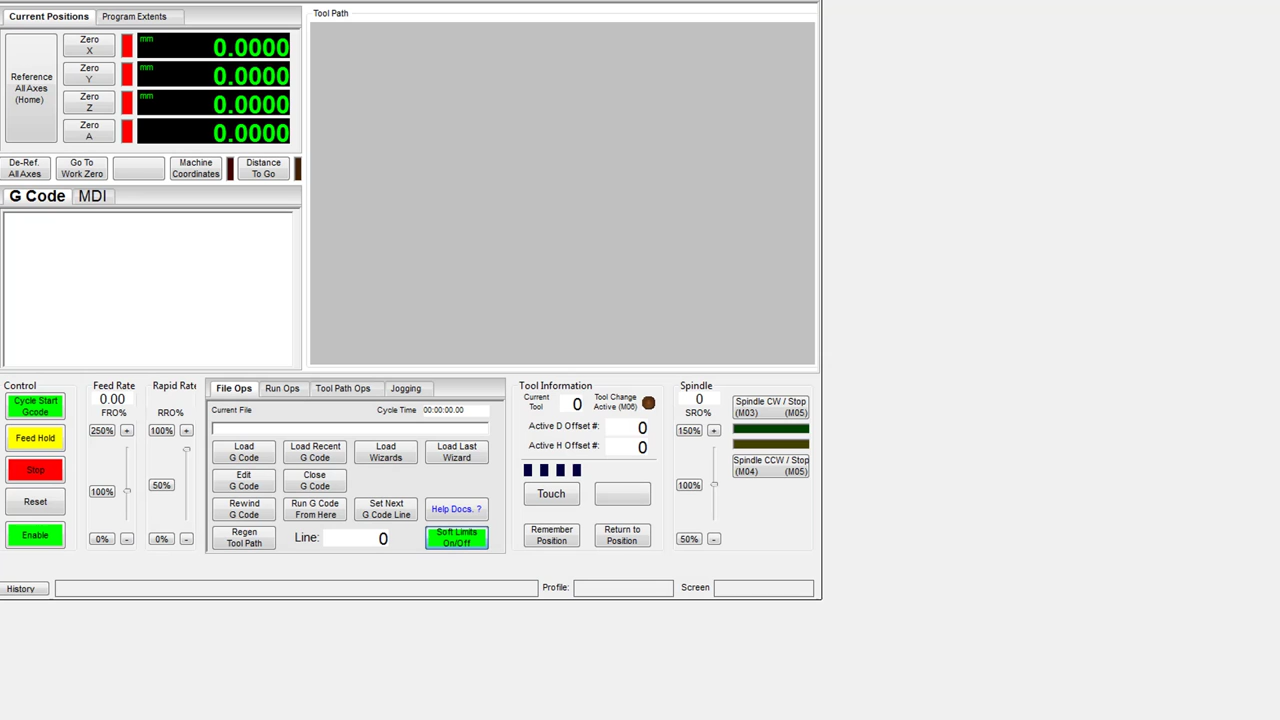 Current Positions
Program Extents
Tool Path
Reference
All Axes
(Home)
Zero
X
mm
0.0000
Zero
Y
mm
0.0000
Zero
Z
mm
0.0000
Zero
A
0.0000
De-Ref.
All Axes
Go To
Work Zero
Machine
Coordinates
Distance
To Go
G Code
MDI
Control
Cycle Start
Gcode
Feed Hold
Stop
Reset
Enable
Feed Rate
0.00
FRO%
250%
+
100%
0%
-
Rapid Rate
RRO%
100%
+
50%
0%
-
File Ops
Run Ops
Tool Path Ops
Jogging
Current File
Cycle Time
00:00:00.00
Load
G Code
Load Recent
G Code
Load
Wizards
Load Last
Wizard
Edit
G Code
Close
G Code
Rewind
G Code
Run G Code
From Here
Set Next
G Code Line
Help Docs. ?
Regen
Tool Path
Line:
0
Soft Limits
On/Off
Tool Information
Current
Tool
0
Tool Change
Active (M06)
Active D Offset #:
0
Active H Offset #:
0
Touch
Remember
Position
Return to
Position
Spindle
0
SRO%
150%
+
100%
50%
-
Spindle CW / Stop
(M03) (M05)
Spindle CCW / Stop
(M04) (M05)
History
Profile:
Screen